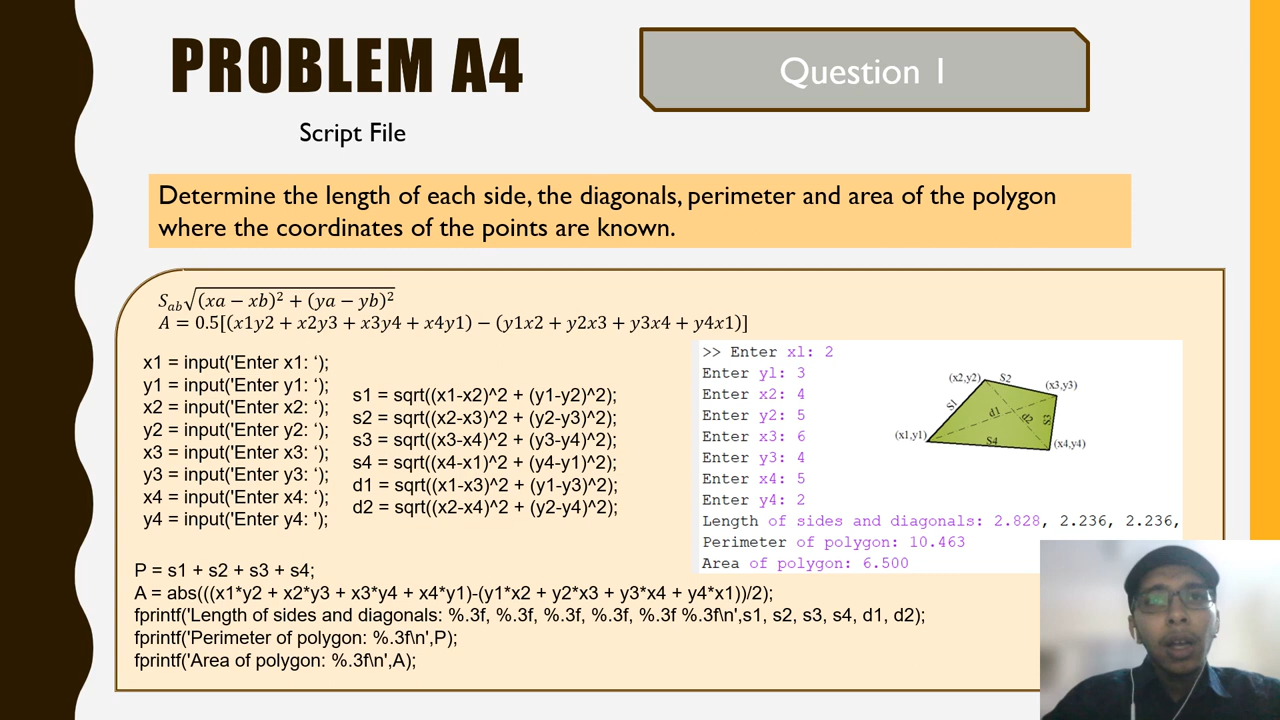 PROBLEM A4
Question 1
Script File
Determine the length of each side, the diagonals, perimeter and area of the polygon
where the coordinates of the points are known.
S_ab√(xa − xb)² + (ya − yb)²
A = 0.5[(x1y2 + x2y3 + x3y4 + x4y1) − (y1x2 + y2x3 + y3x4 + y4x1)]
x1 = input('Enter x1: ‘);
y1 = input('Enter y1: ‘);
x2 = input('Enter x2: ‘);
y2 = input('Enter y2: ‘);
x3 = input('Enter x3: ‘);
y3 = input('Enter y3: ‘);
x4 = input('Enter x4: ‘);
y4 = input('Enter y4: ');
s1 = sqrt((x1-x2)^2 + (y1-y2)^2);
s2 = sqrt((x2-x3)^2 + (y2-y3)^2);
s3 = sqrt((x3-x4)^2 + (y3-y4)^2);
s4 = sqrt((x4-x1)^2 + (y4-y1)^2);
d1 = sqrt((x1-x3)^2 + (y1-y3)^2);
d2 = sqrt((x2-x4)^2 + (y2-y4)^2);
>> Enter x1: 2
Enter y1: 3
Enter x2: 4
Enter y2: 5
Enter x3: 6
Enter y3: 4
Enter x4: 5
Enter y4: 2
Length of sides and diagonals: 2.828, 2.236, 2.236,
Perimeter of polygon: 10.463
Area of polygon: 6.500
(x2,y2)
S2
(x3,y3)
S1
d1
d2
S3
(x1,y1)
S4
(x4,y4)
P = s1 + s2 + s3 + s4;
A = abs(((x1*y2 + x2*y3 + x3*y4 + x4*y1)-(y1*x2 + y2*x3 + y3*x4 + y4*x1))/2);
fprintf('Length of sides and diagonals: %.3f, %.3f, %.3f, %.3f, %.3f %.3f\n',s1, s2, s3, s4, d1, d2);
fprintf('Perimeter of polygon: %.3f\n',P);
fprintf('Area of polygon: %.3f\n',A);